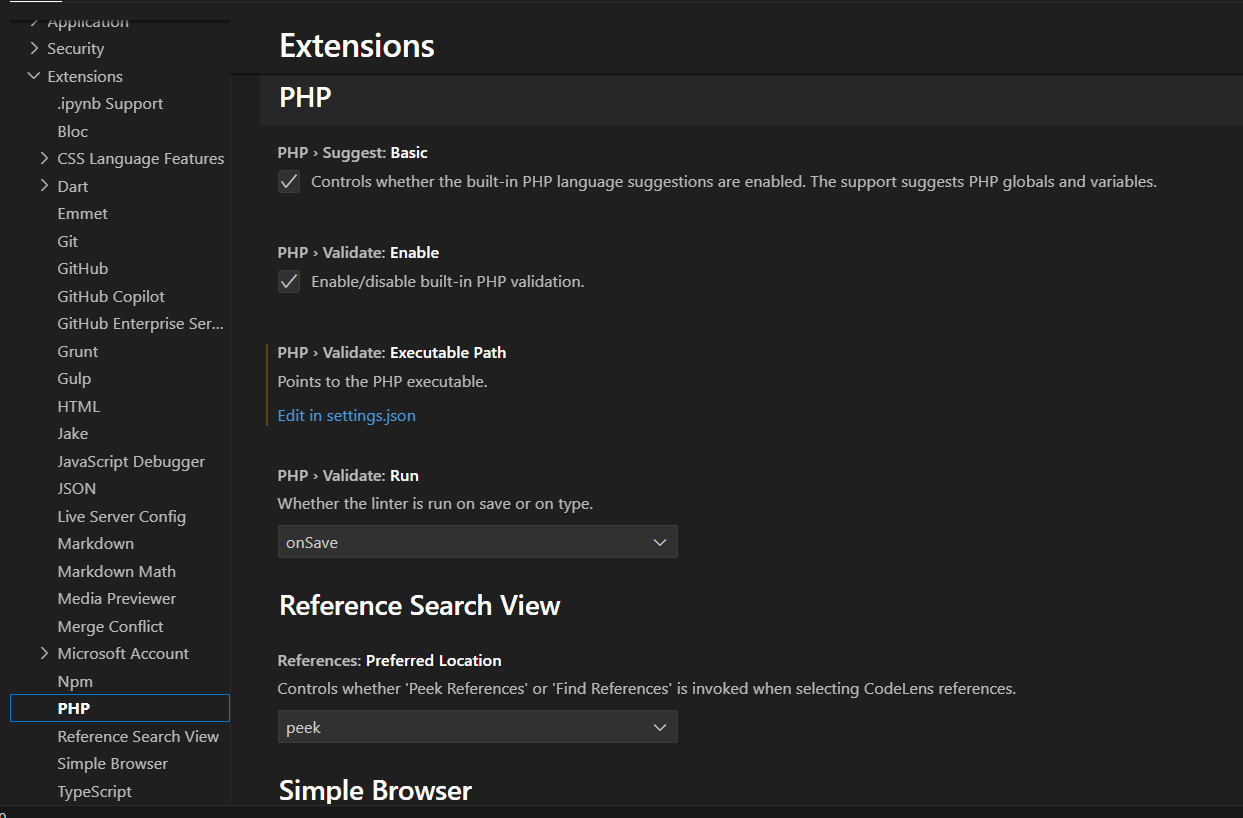 Application
Security
Extensions
.ipynb Support
Bloc
CSS Language Features
Dart
Emmet
Git
GitHub
GitHub Copilot
GitHub Enterprise Ser...
Grunt
Gulp
HTML
Jake
JavaScript Debugger
JSON
Live Server Config
Markdown
Markdown Math
Media Previewer
Merge Conflict
Microsoft Account
Npm
PHP
Reference Search View
Simple Browser
TypeScript
Extensions
PHP
PHP › Suggest: Basic
Controls whether the built-in PHP language suggestions are enabled. The support suggests PHP globals and variables.
PHP › Validate: Enable
Enable/disable built-in PHP validation.
PHP › Validate: Executable Path
Points to the PHP executable.
Edit in settings.json
PHP › Validate: Run
Whether the linter is run on save or on type.
onSave
Reference Search View
References: Preferred Location
Controls whether 'Peek References' or 'Find References' is invoked when selecting CodeLens references.
peek
Simple Browser